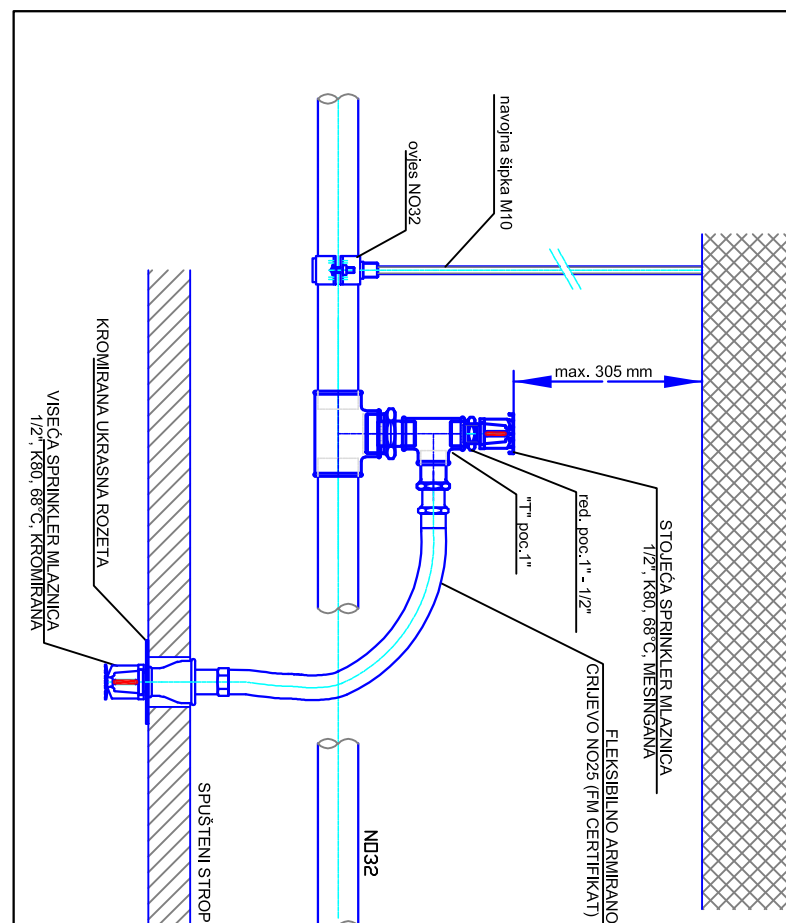 navojna šipka M10
ovjes NO32
max. 305 mm
STOJEĆA SPRINKLER MLAZNICA
1/2", K80, 68°C, MESINGANA
red. poc.1" - 1/2"
"T" poc.1"
FLEKSIBILNO ARMIRANO
CRIJEVO NO25 (FM CERTIFIKAT)
KROMIRANA UKRASNA ROZETA
VISEĆA SPRINKLER MLAZNICA
1/2", K80, 68°C, KROMIRANA
SPUŠTENI STROP
NO32